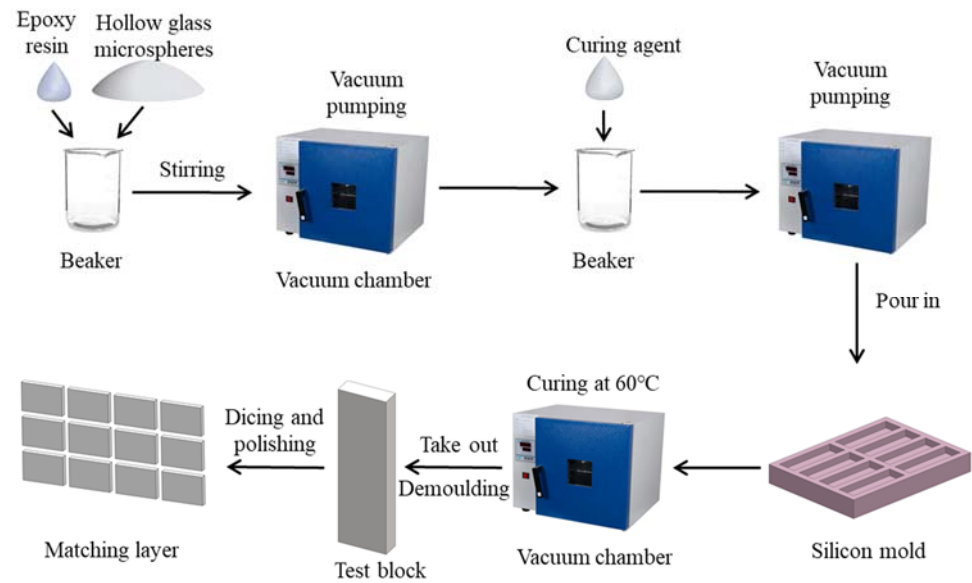 Epoxy
resin
Hollow glass
microspheres
Vacuum
pumping
Curing agent
Vacuum
pumping
Stirring
Beaker
Vacuum chamber
Beaker
Pour in
Curing at 60℃
Dicing and
polishing
Take out
Demoulding
Matching layer
Test block
Vacuum chamber
Silicon mold